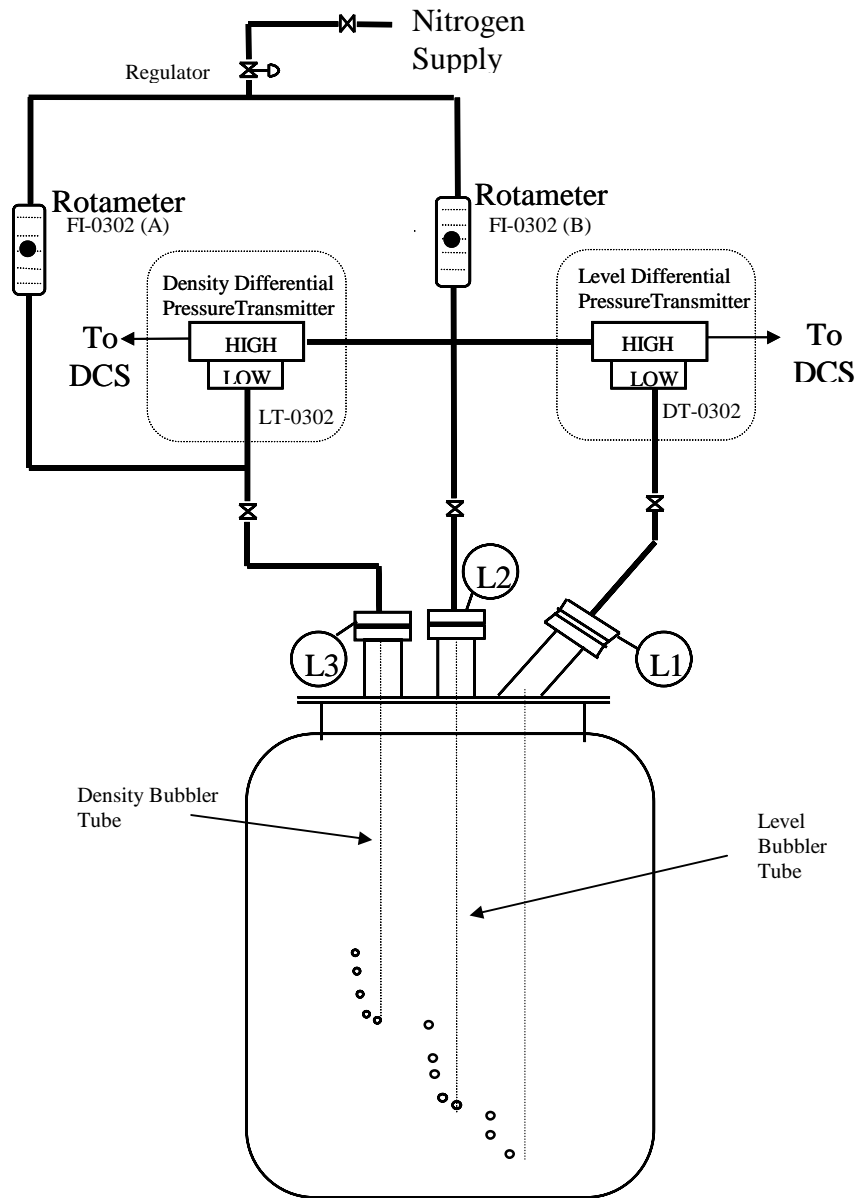 Nitrogen
Supply
Regulator
Rotameter
FI-0302 (A)
Rotameter
FI-0302 (B)
Density Differential
PressureTransmitter
Level Differential
PressureTransmitter
To
DCS
HIGH
LOW
LT-0302
HIGH
LOW
DT-0302
To
DCS
L2
L3
L1
Density Bubbler
Tube
Level
Bubbler
Tube